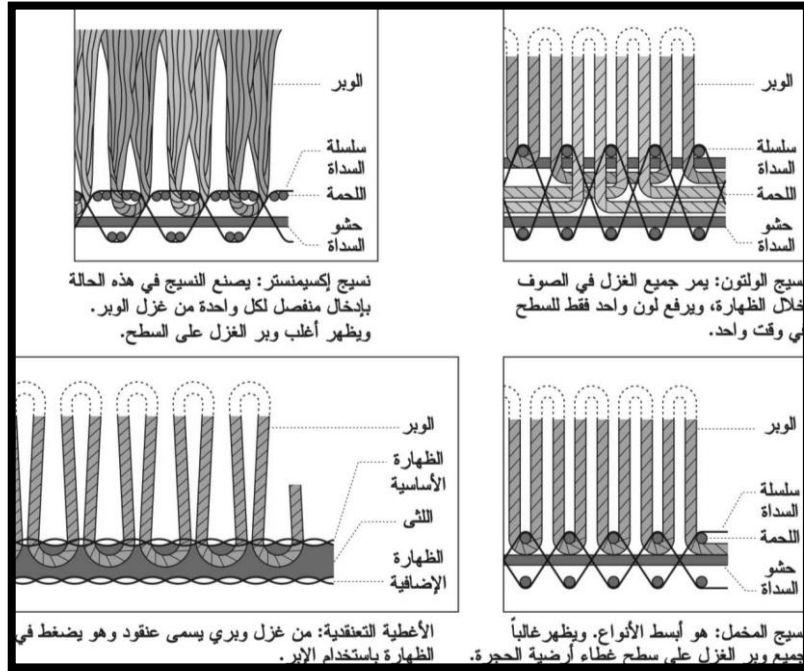 الوبر
سلسلة
السداة
اللحمة
حشو
السداة
نسيج الولتون: يمر جميع الغزل في الصوف
خلال الظهارة، ويرفع لون واحد فقط للسطح
في وقت واحد.
الوبر
سلسلة
السداة
اللحمة
حشو
السداة
نسيج إكسيمنستر: يصنع النسيج في هذه الحالة
بإدخال منفصل لكل واحدة من غزل الوبر.
ويظهر أغلب وبر الغزل على السطح.
الوبر
سلسلة
السداة
اللحمة
حشو
السداة
نسيج المخمل: هو أبسط الأنواع. ويظهر غالباً
جميع وبر الغزل على سطح غطاء أرضية الحجرة.
الوبر
الظهارة
الأساسية
اللثى
الظهارة
الإضافية
الأغطية التعنقدية: من غزل وبري يسمى عنقود وهو يضغط في
الظهارة باستخدام الإبر.